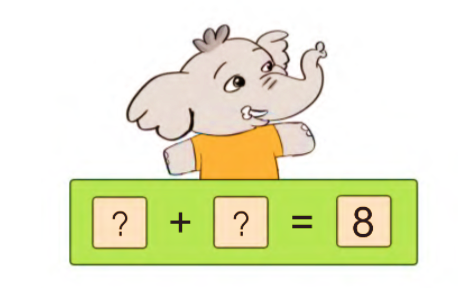 ? + ? = 8